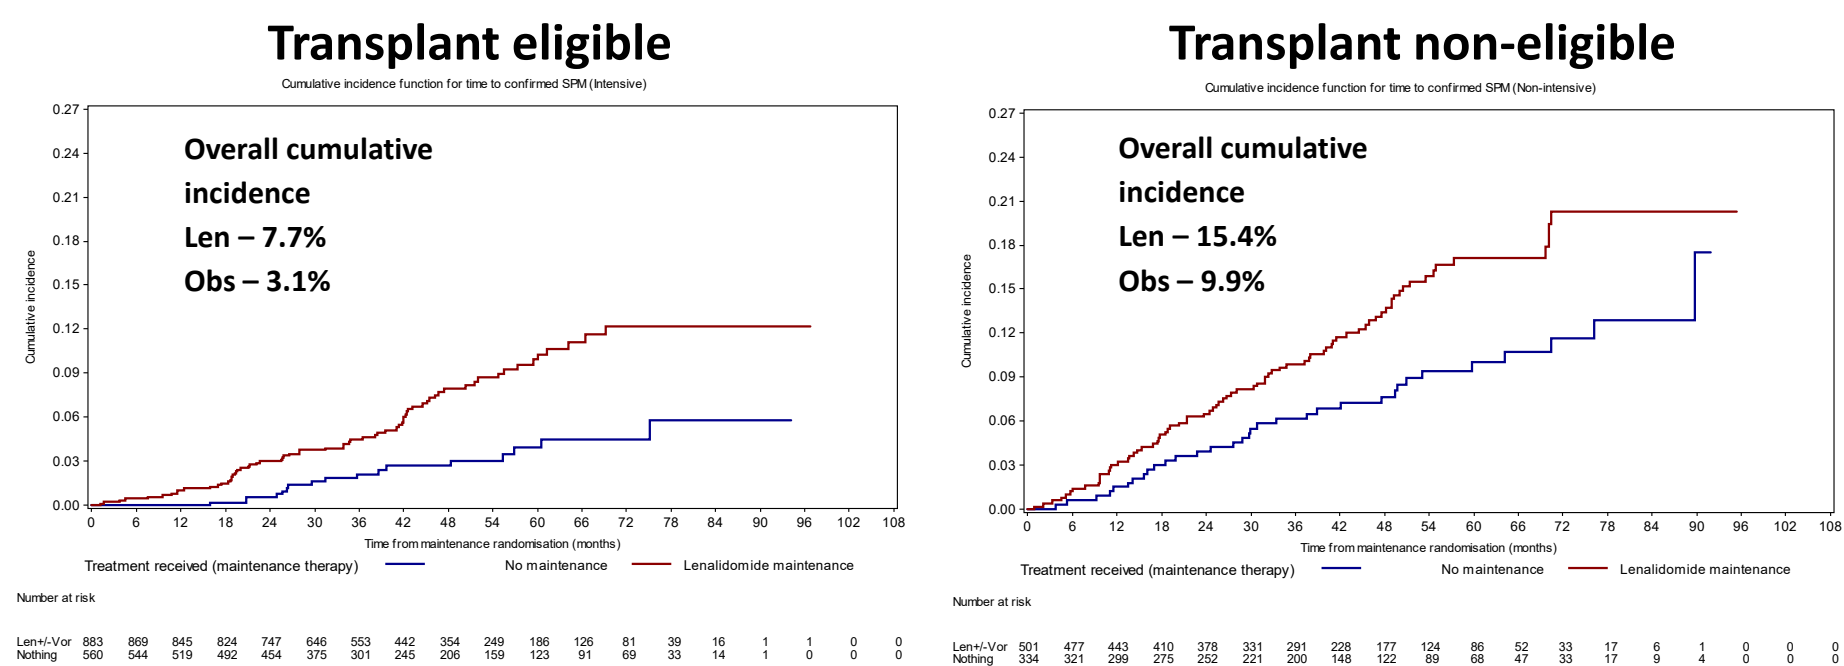 Transplant eligible
Cumulative incidence function for time to confirmed SPM (Intensive)
0.27
0.24
0.21
0.18
0.15
0.12
0.09
0.06
0.03
0.00
Cumulative incidence
Overall cumulative
incidence
Len – 7.7%
Obs – 3.1%
0 6 12 18 24 30 36 42 48 54 60 66 72 78 84 90 96 102 108
Time from maintenance randomisation (months)
Treatment received (maintenance therapy) No maintenance Lenalidomide maintenance
Number at risk
Len+/-Vor 883 869 845 824 747 646 553 442 354 249 186 126 81 39 16 1 1 0 0
Nothing 560 544 519 492 454 375 301 245 206 159 123 91 69 33 14 1 0 0 0
Transplant non-eligible
Cumulative incidence function for time to confirmed SPM (Non-intensive)
0.27
0.24
0.21
0.18
0.15
0.12
0.09
0.06
0.03
0.00
Cumulative incidence
Overall cumulative
incidence
Len – 15.4%
Obs – 9.9%
0 6 12 18 24 30 36 42 48 54 60 66 72 78 84 90 96 102 108
Time from maintenance randomisation (months)
Treatment received (maintenance therapy) No maintenance Lenalidomide maintenance
Number at risk
Len+/-Vor 501 477 443 410 378 331 291 228 177 124 86 52 33 17 6 1 0 0 0
Nothing 334 321 299 275 252 221 200 148 122 89 68 47 33 17 9 4 0 0 0